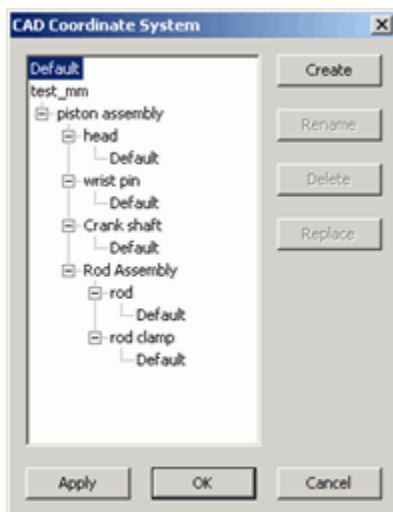 CAD Coordinate System
Default
test_mm
piston assembly
head
Default
wrist pin
Default
Crank shaft
Default
Rod Assembly
rod
Default
rod clamp
Default
Create
Rename
Delete
Replace
Apply
OK
Cancel